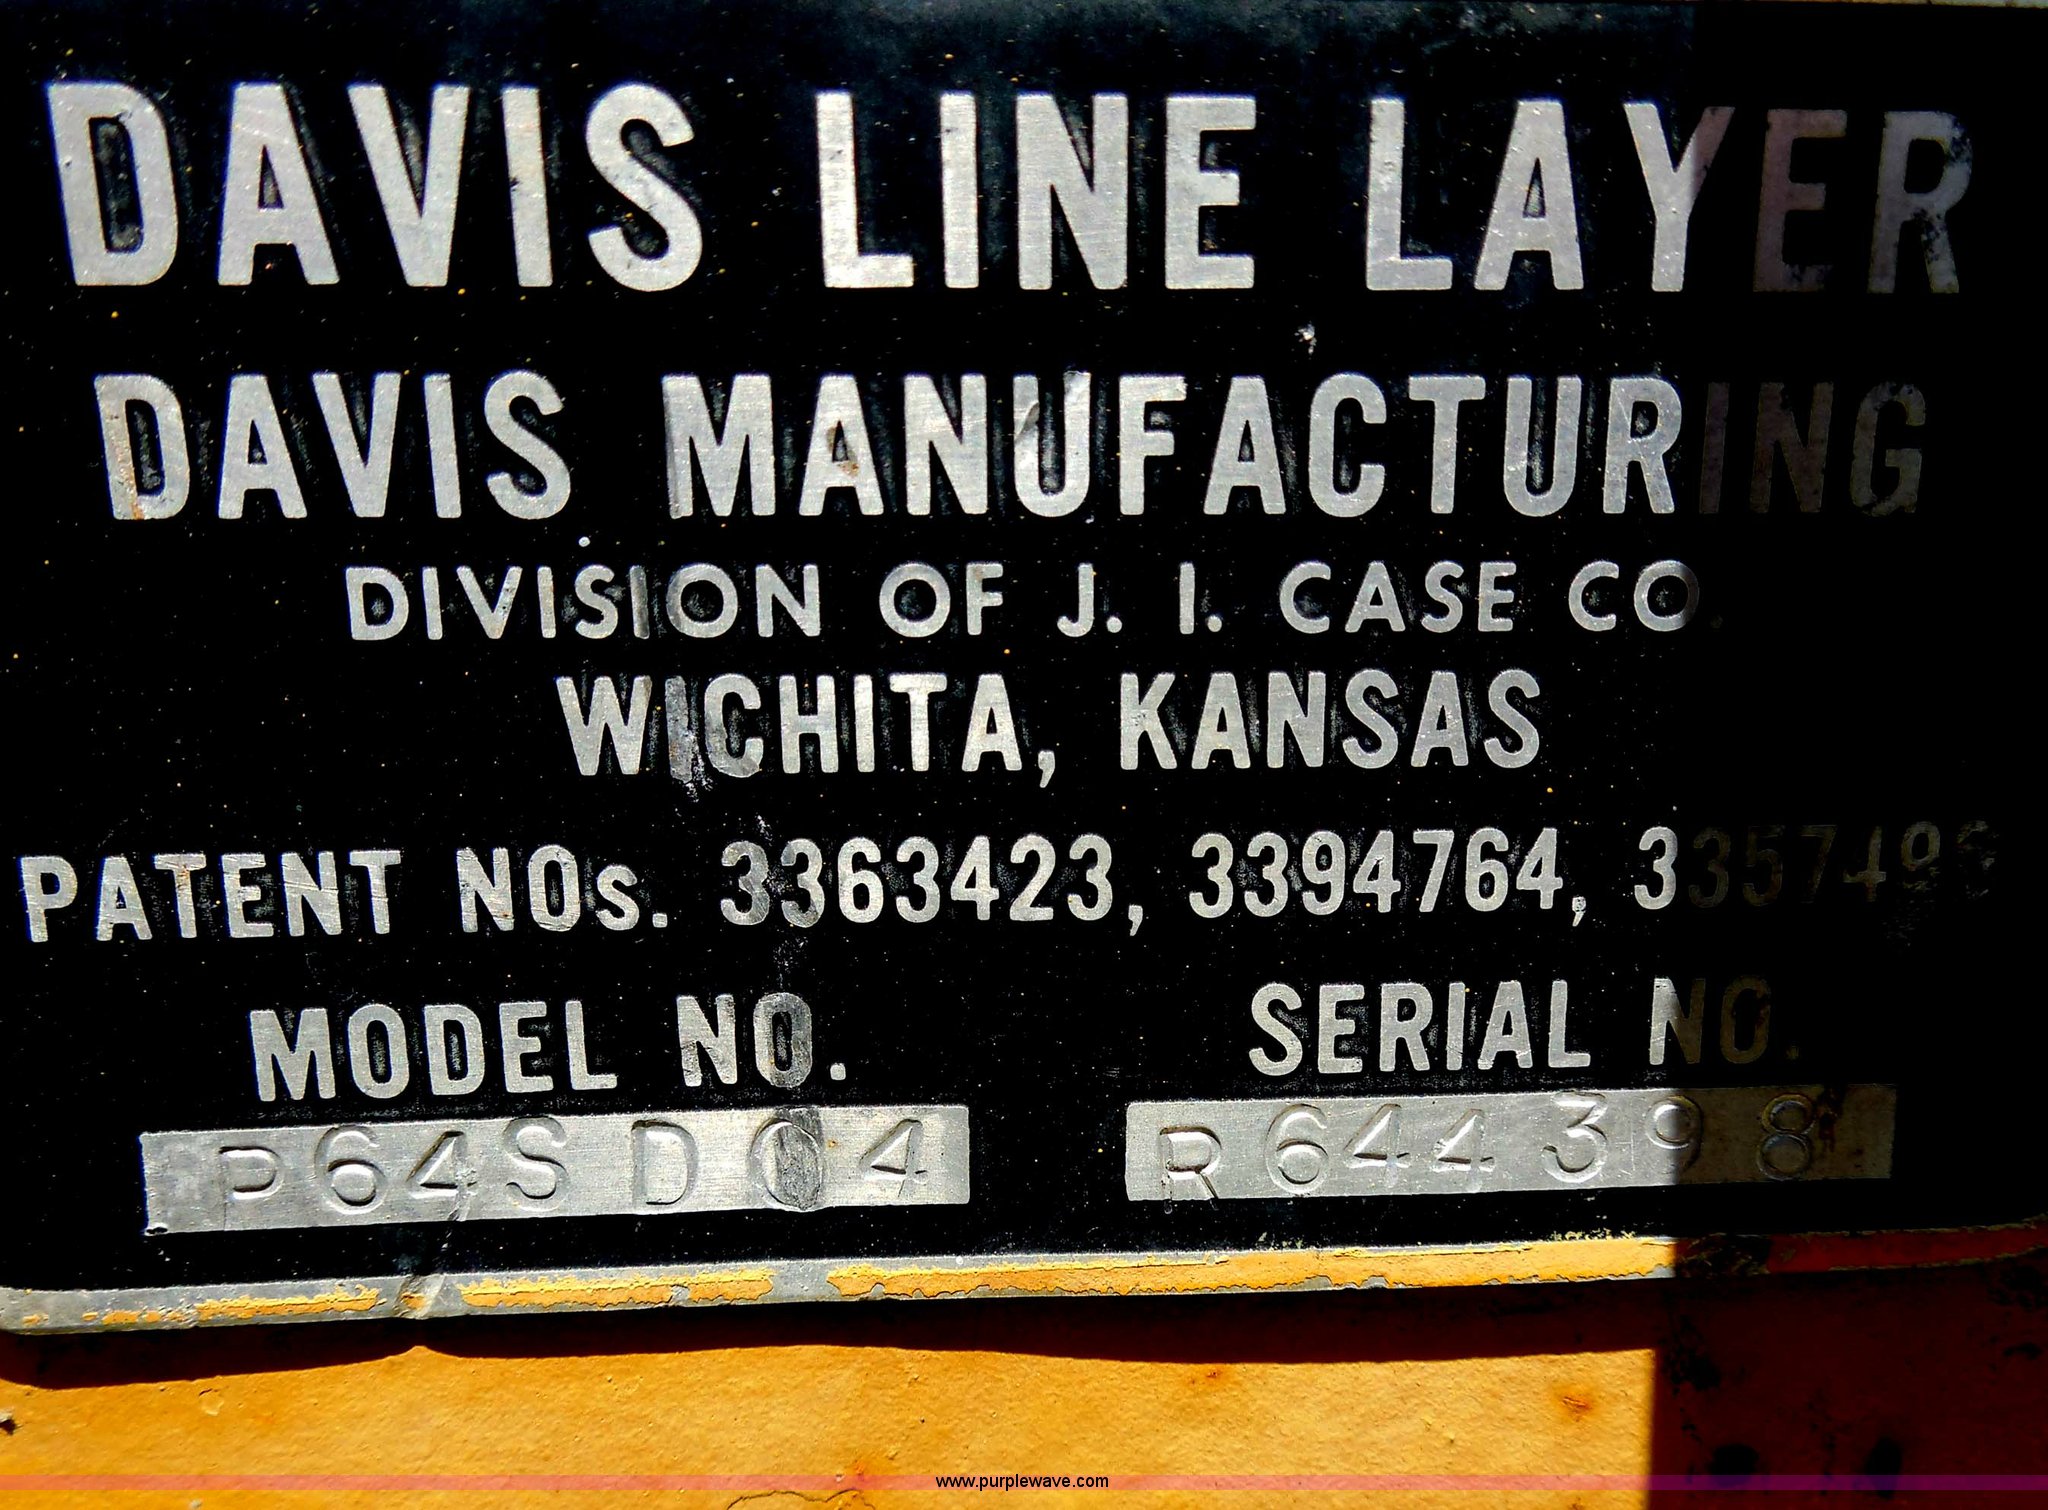 DAVIS LINE LAYER
DAVIS MANUFACTURING
DIVISION OF J. I. CASE CO.
WICHITA, KANSAS
PATENT NOs. 3363423, 3394764,
MODEL NO. SERIAL NO.
P64SD04 R644398
www.purplewave.com